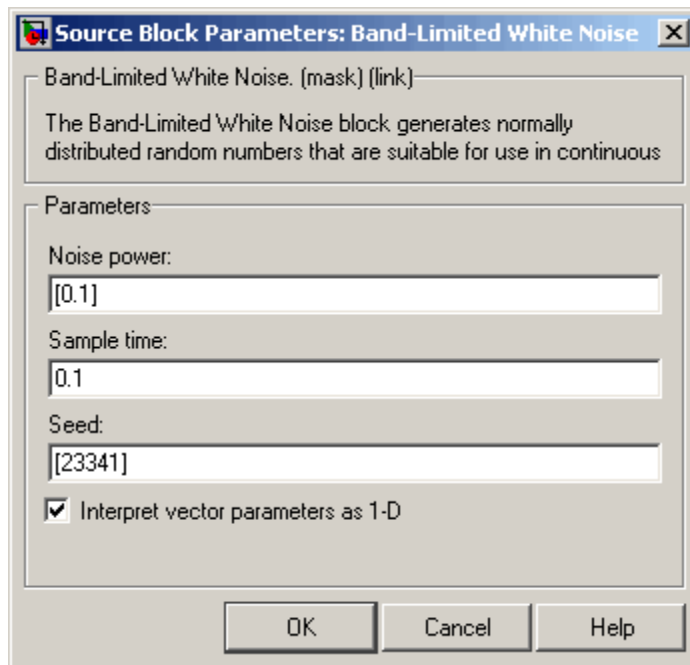 Source Block Parameters: Band-Limited White Noise
Band-Limited White Noise. (mask) (link)
The Band-Limited White Noise block generates normally
distributed random numbers that are suitable for use in continuous
Parameters
Noise power:
[0.1]
Sample time:
0.1
Seed:
[23341]
Interpret vector parameters as 1-D
OK Cancel Help